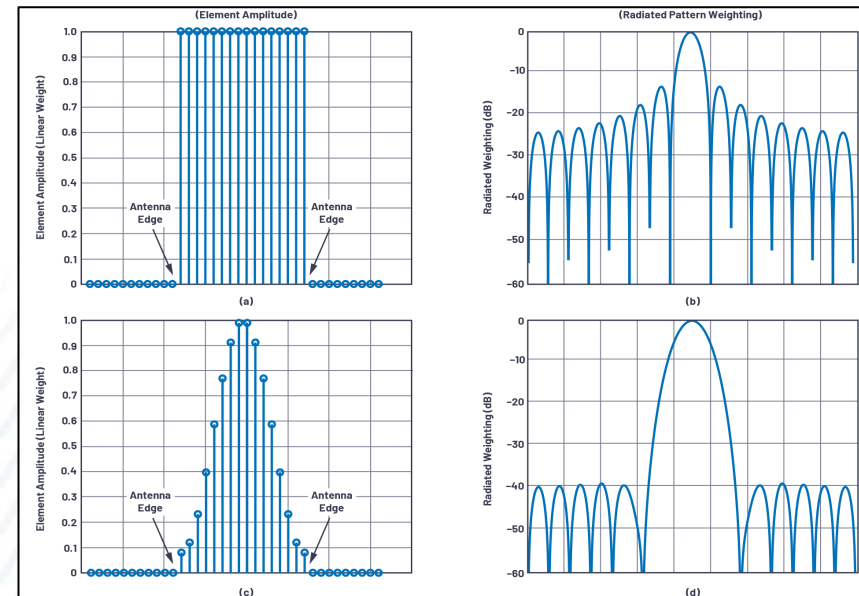 (Element Amplitude)
Element Amplitude (Linear Weight)
1.0
0.9
0.8
0.7
0.6
0.5
0.4
0.3
0.2
0.1
0
Antenna
Edge
Antenna
Edge
(a)
(Radiated Pattern Weighting)
Radiated Weighting (dB)
0
–10
–20
–30
–40
–50
–60
(b)
Element Amplitude (Linear Weight)
1.0
0.9
0.8
0.7
0.6
0.5
0.4
0.3
0.2
0.1
0
Antenna
Edge
Antenna
Edge
(c)
Radiated Weighting (dB)
0
–10
–20
–30
–40
–50
–60
(d)